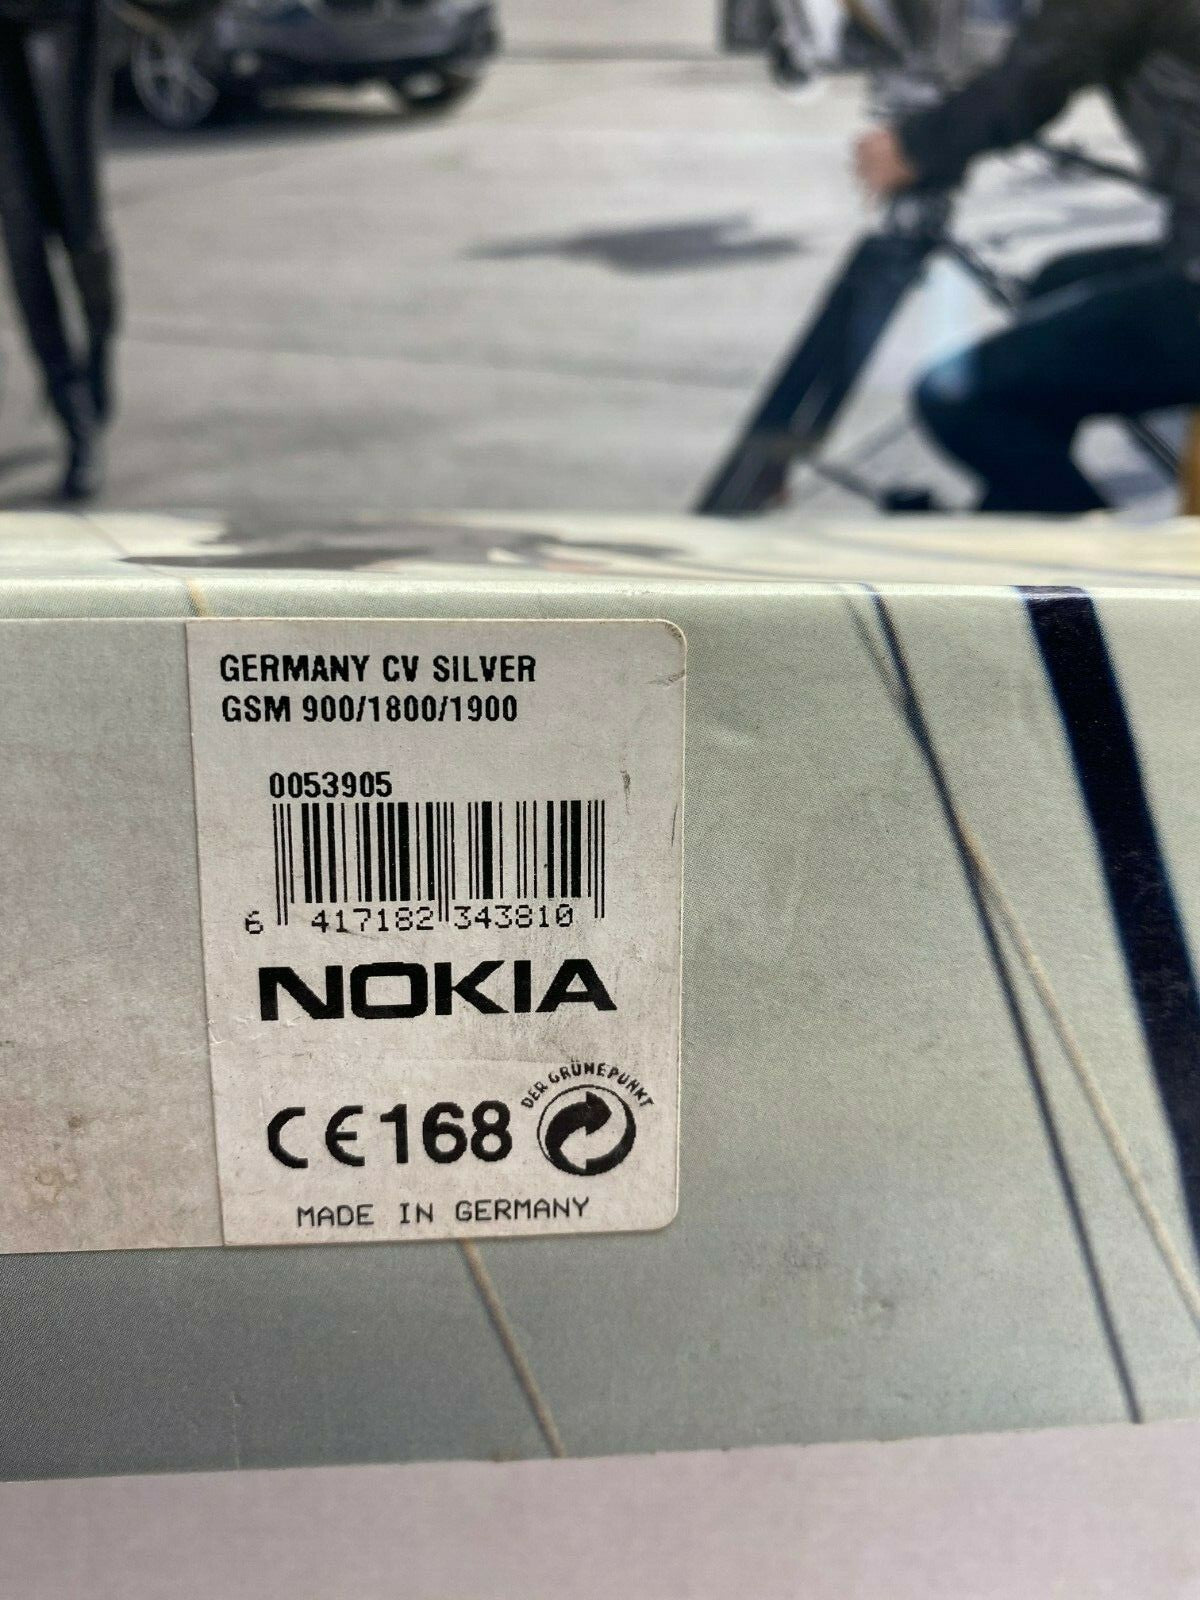 GERMANY CV SILVER
GSM 900/1800/1900
0053905
6 417182 343810
NOKIA
CE168
DER GRÜNE PUNKT
MADE IN GERMANY